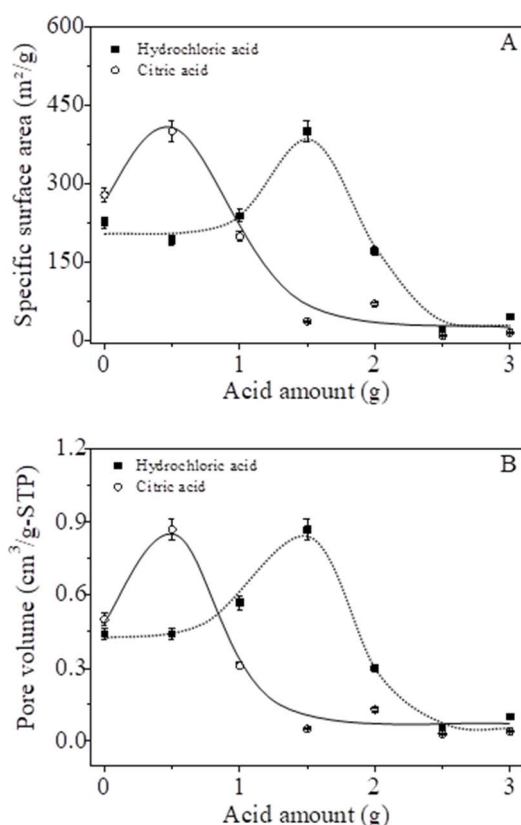 600
A
Hydrochloric acid
Citric acid
450
300
150
0
Specific surface area (m²/g)
0 1 2 3
Acid amount (g)
1.2
B
Hydrochloric acid
Citric acid
0.9
0.6
0.3
0.0
Pore volume (cm³/g-STP)
0 1 2 3
Acid amount (g)